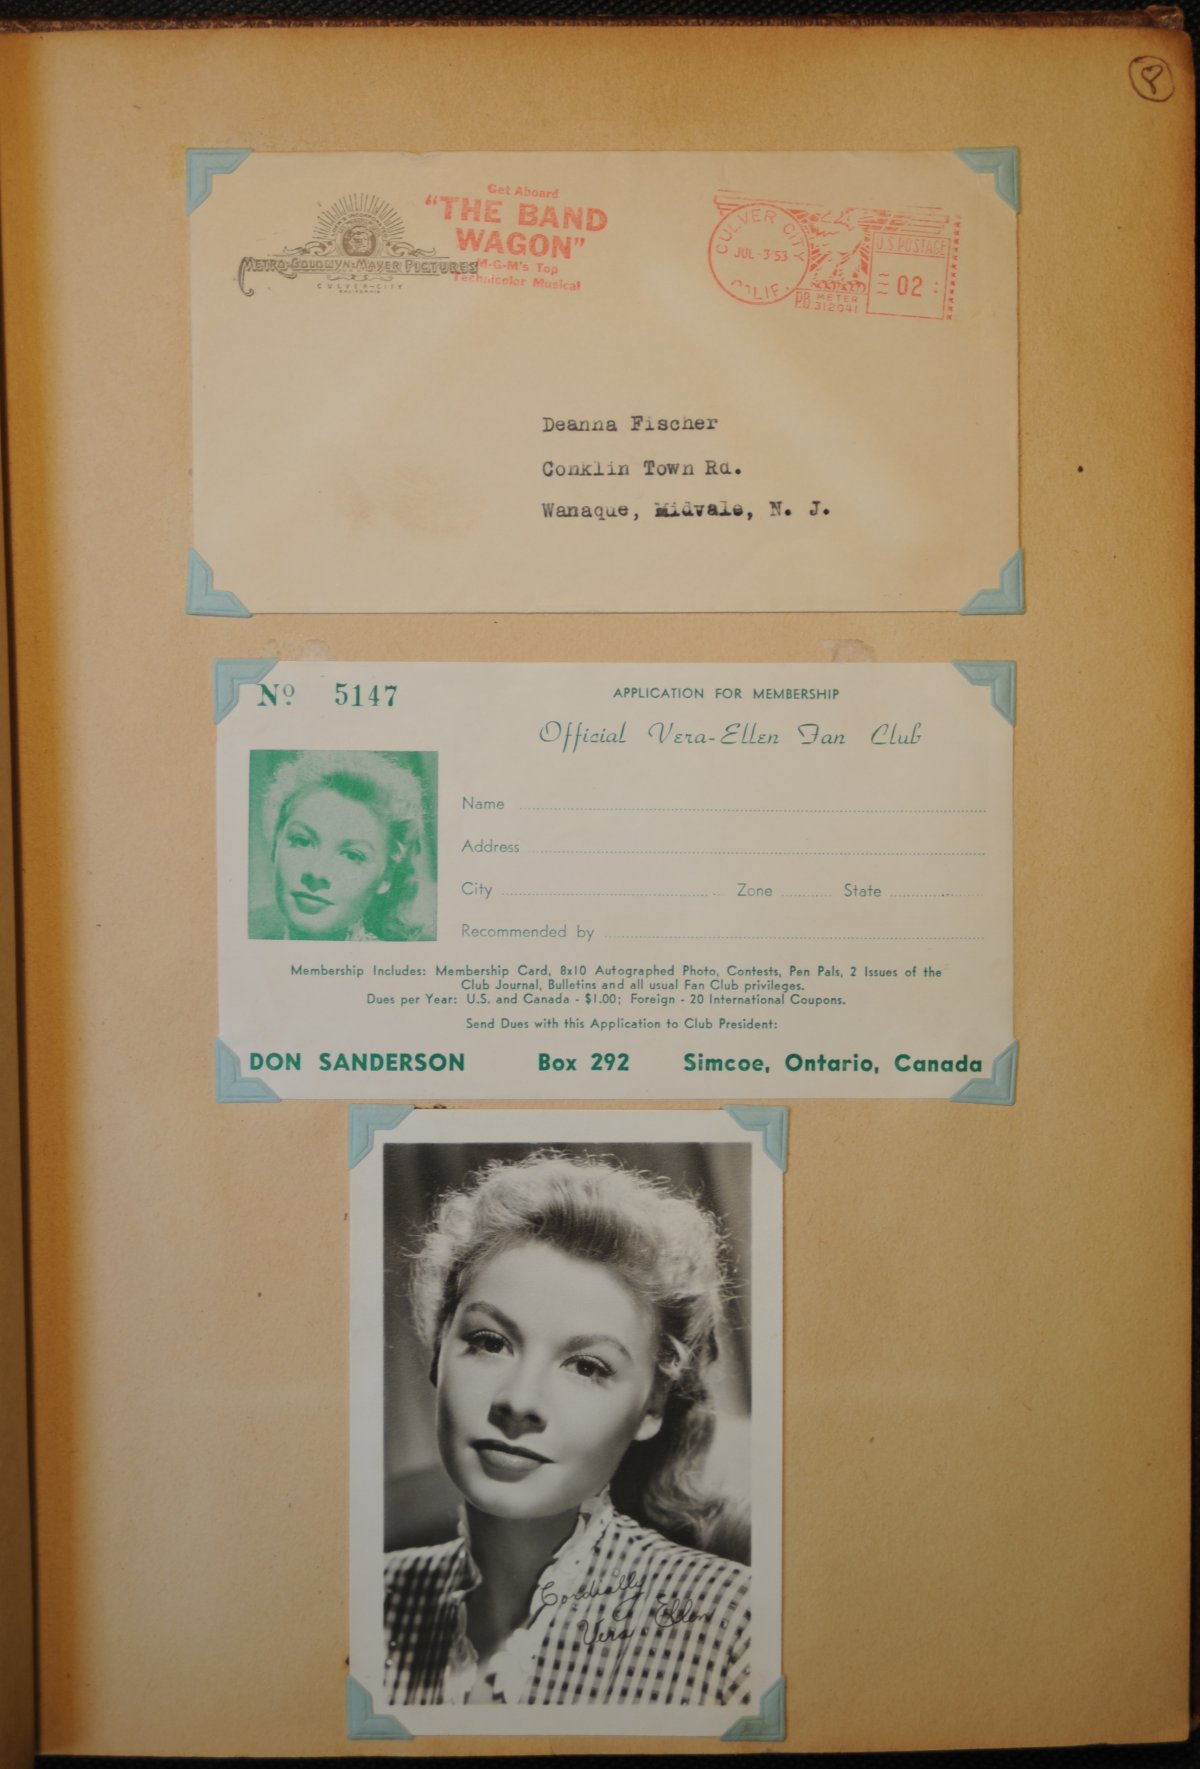 9
METRO-GOLDWYN-MAYER PICTURES
CULVER-CITY
CALIFORNIA
Get Aboard
"THE BAND
WAGON"
M-G-M's Top
Technicolor Musical
CULVER CITY
JUL -3 53
CALIF.
U.S. POSTAGE
02
P.B. METER
312041
Deanna Fischer
Conklin Town Rd.
Wanaque, Midvale, N. J.
Nº 5147
APPLICATION FOR MEMBERSHIP
Official Vera-Ellen Fan Club
Name
Address
City Zone State
Recommended by
Membership Includes: Membership Card, 8x10 Autographed Photo, Contests, Pen Pals, 2 Issues of the
Club Journal, Bulletins and all usual Fan Club privileges.
Dues per Year: U.S. and Canada - $1.00; Foreign - 20 International Coupons.
Send Dues with this Application to Club President:
DON SANDERSON Box 292 Simcoe, Ontario, Canada
Cordially
Vera-Ellen